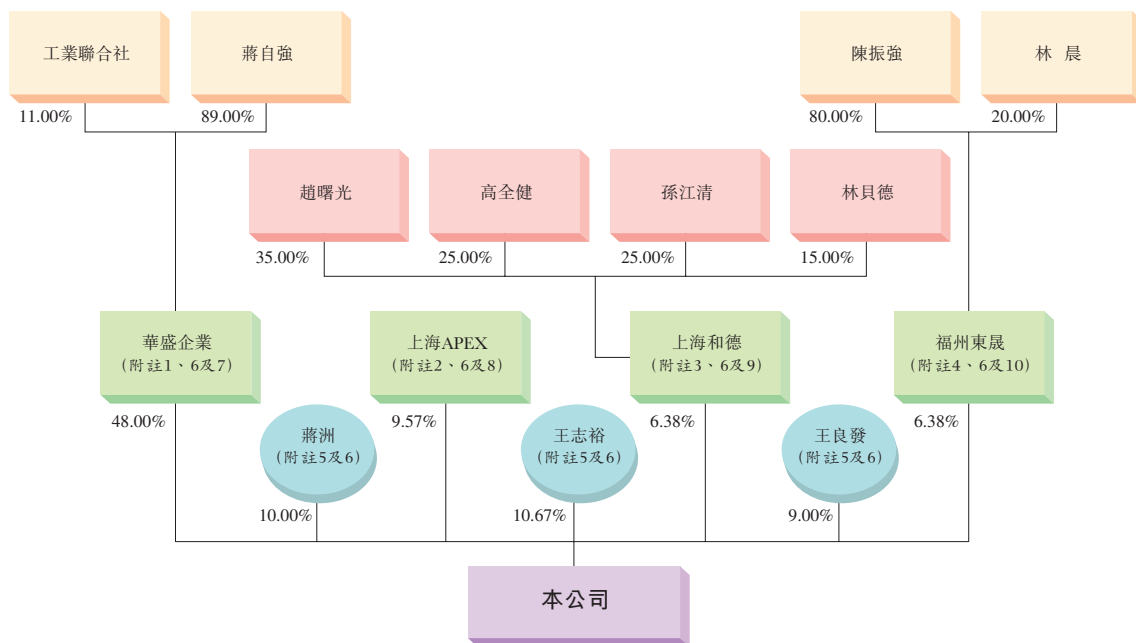 工業聯合社
蔣自強
陳振強
林 晨
11.00%
89.00%
80.00%
20.00%
趙曙光
高全健
孫江清
林貝德
35.00%
25.00%
25.00%
15.00%
華盛企業
(附註1、6及7)
上海APEX
(附註2、6及8)
上海和德
(附註3、6及9)
福州東晟
(附註4、6及10)
48.00%
9.57%
6.38%
6.38%
蔣洲
(附註5及6)
王志裕
(附註5及6)
王良發
(附註5及6)
10.00%
10.67%
9.00%
本公司